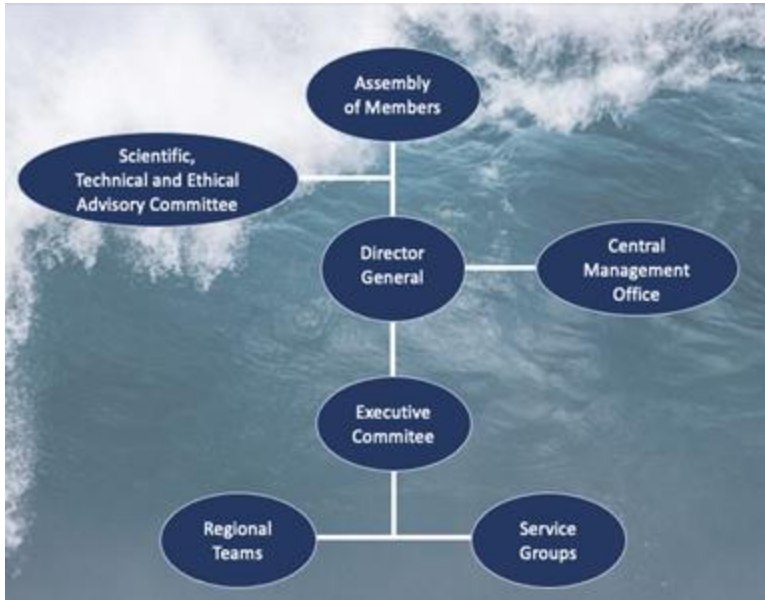 Assembly
of Members
Scientific,
Technical and Ethical
Advisory Committee
Director
General
Central
Management
Office
Executive
Commitee
Regional
Teams
Service
Groups